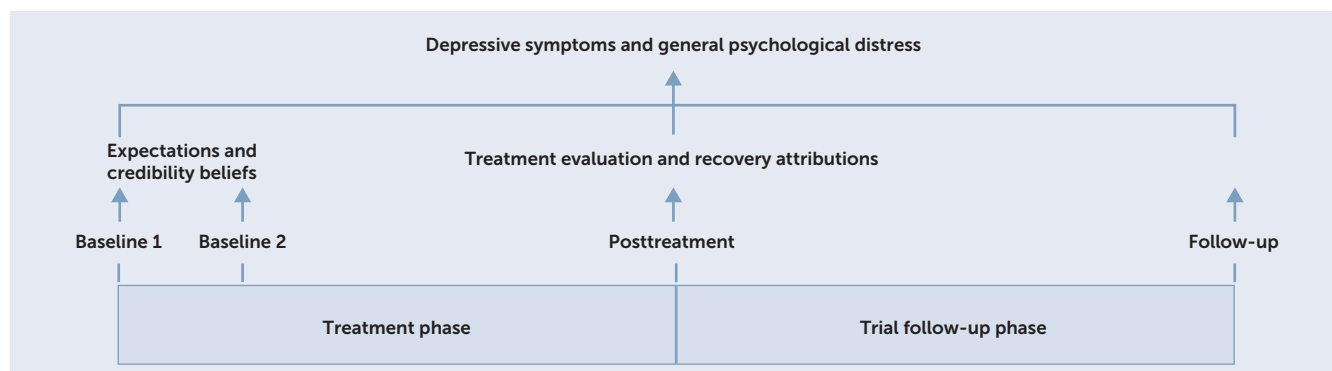 Depressive symptoms and general psychological distress
Expectations and
credibility beliefs
Treatment evaluation and recovery attributions
Baseline 1
Baseline 2
Posttreatment
Follow-up
Treatment phase
Trial follow-up phase